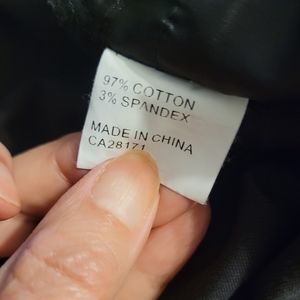 97% COTTON
3% SPANDEX
MADE IN CHINA
CA28171